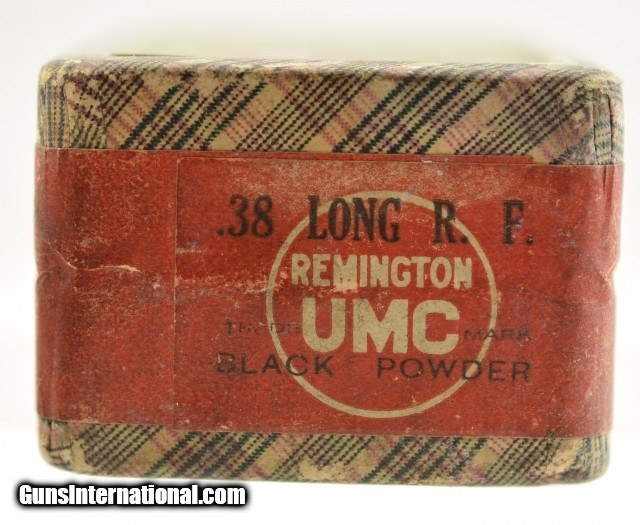 .38 LONG R. F.
REMINGTON
UMC
TRADE MARK
BLACK POWDER
GunsInternational.com